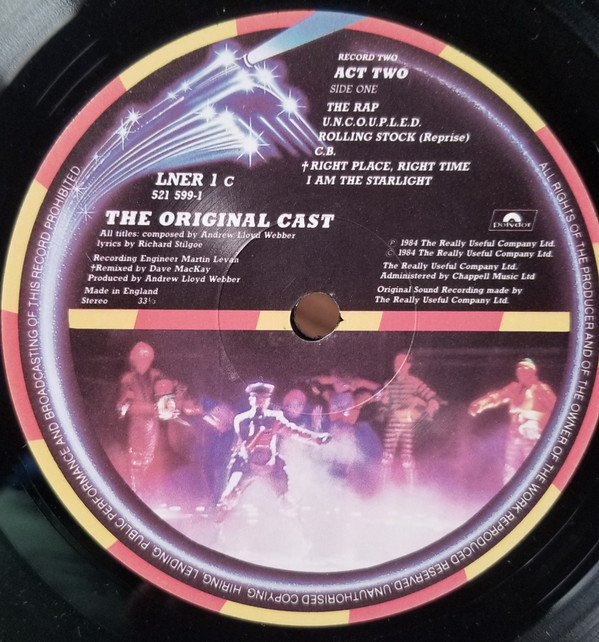 RECORD TWO
ACT TWO
SIDE ONE
THE RAP
U.N.C.O.U.P.L.E.D.
ROLLING STOCK (Reprise)
C.B.
†RIGHT PLACE, RIGHT TIME
I AM THE STARLIGHT
LNER 1 C
521 599-1
THE ORIGINAL CAST
All titles: composed by Andrew Lloyd Webber
lyrics by Richard Stilgoe
Recording Engineer Martin Levan
†Remixed by Dave MacKay
Produced by Andrew Lloyd Webber
Made in England
Stereo 33⅓
polydor
℗ 1984 The Really Useful Company Ltd.
© 1984 The Really Useful Company Ltd.
The Really Useful Company Ltd.
Administered by Chappell Music Ltd
Original Sound Recording made by
The Really Useful Company Ltd.
ALL RIGHTS OF THE PRODUCER AND OF THE OWNER OF THE WORK REPRODUCED RESERVED UNAUTHORISED COPYING HIRING LENDING PUBLIC PERFORMANCE AND BROADCASTING OF THIS RECORD PROHIBITED